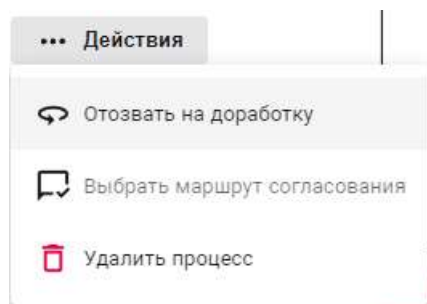 Действия
Отозвать на доработку
Выбрать маршрут согласования
Удалить процесс